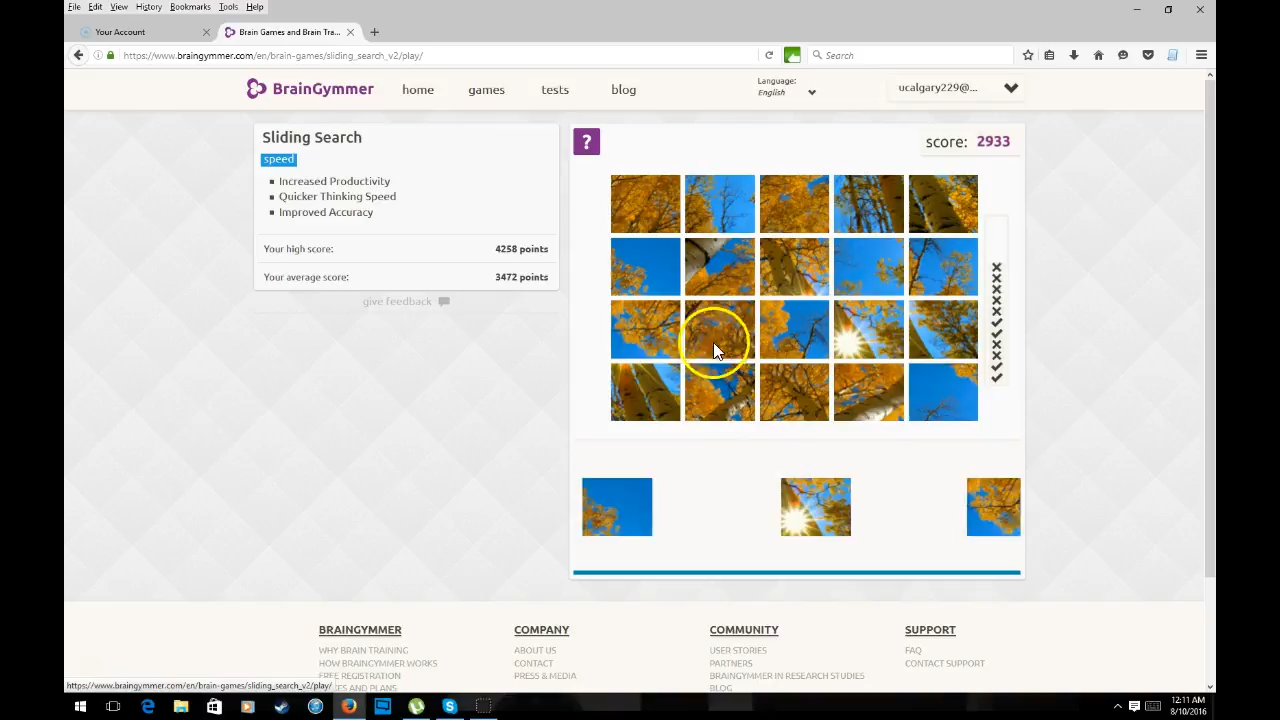 File Edit View History Bookmarks Tools Help
Your Account
Brain Games and Brain Tra...
https://www.braingymmer.com/en/brain-games/sliding_search_v2/play/
Search
BrainGymmer
home
games
tests
blog
Language:
English
ucalgary229@...
Sliding Search
speed
Increased Productivity
Quicker Thinking Speed
Improved Accuracy
Your high score: 4258 points
Your average score: 3472 points
give feedback
?
score: 2933
BRAINGYMMER
WHY BRAIN TRAINING
HOW BRAINGYMMER WORKS
FREE REGISTRATION
COMPANY
ABOUT US
CONTACT
PRESS & MEDIA
COMMUNITY
USER STORIES
PARTNERS
BRAINGYMMER IN RESEARCH STUDIES
BLOG
SUPPORT
FAQ
CONTACT SUPPORT
https://www.braingymmer.com/en/brain-games/sliding_search_v2/play/
12:11 AM
8/10/2016